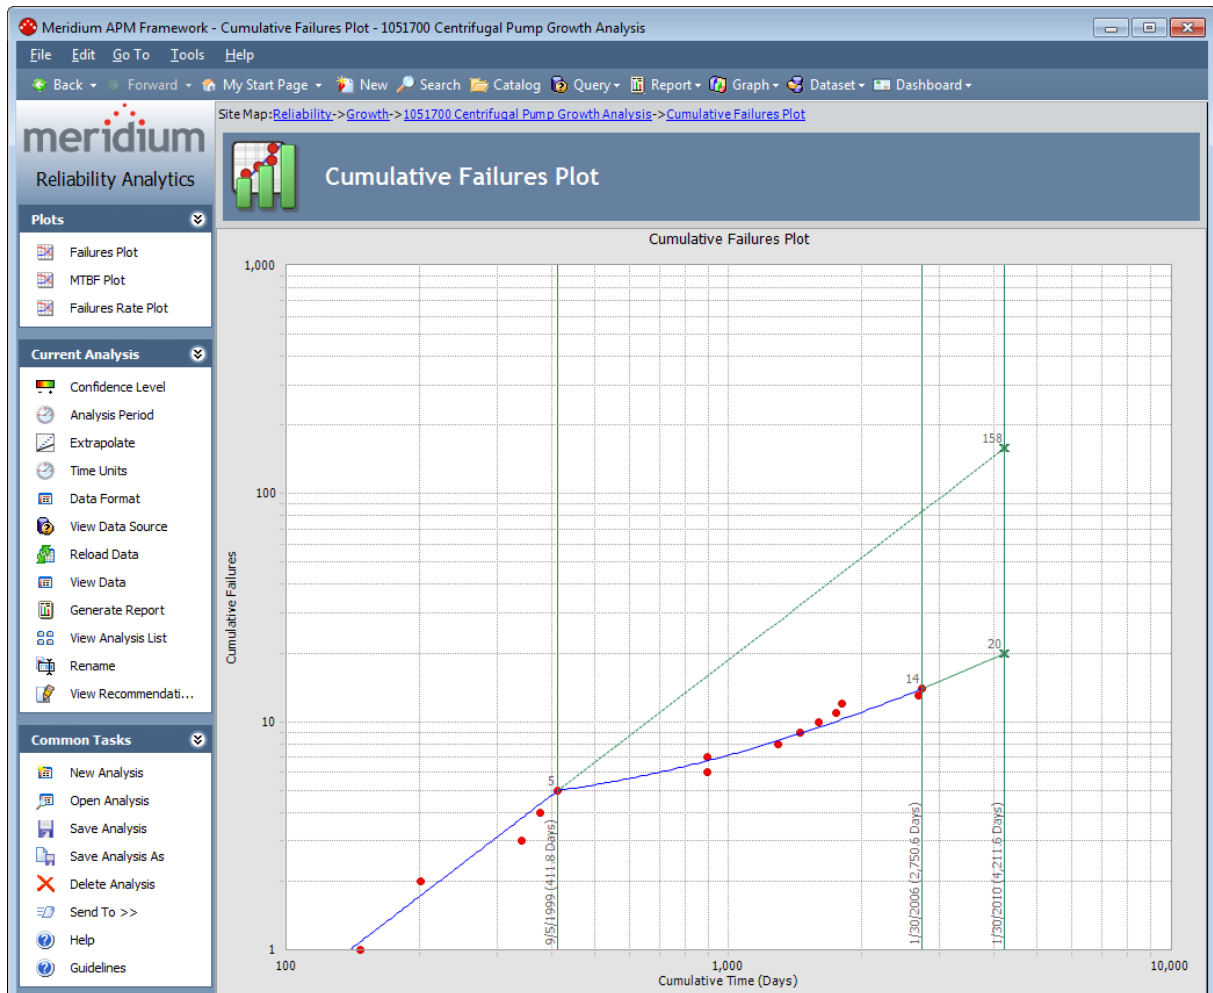 Meridium APM Framework - Cumulative Failures Plot - 1051700 Centrifugal Pump Growth Analysis
File Edit Go To Tools Help
Back Forward My Start Page New Search Catalog Query Report Graph Dataset Dashboard
meridium
Reliability Analytics
Plots
Failures Plot
MTBF Plot
Failures Rate Plot
Current Analysis
Confidence Level
Analysis Period
Extrapolate
Time Units
Data Format
View Data Source
Reload Data
View Data
Generate Report
View Analysis List
Rename
View Recommendati...
Common Tasks
New Analysis
Open Analysis
Save Analysis
Save Analysis As
Delete Analysis
Send To >>
Help
Guidelines
Site Map:Reliability->Growth->1051700 Centrifugal Pump Growth Analysis->Cumulative Failures Plot
Cumulative Failures Plot
Cumulative Failures Plot
1,000
100
10
1
Cumulative Failures
158
20
14
5
9/5/1999 (411.8 Days)
1/30/2006 (2,750.6 Days)
1/30/2010 (4,211.6 Days)
100
1,000
10,000
Cumulative Time (Days)